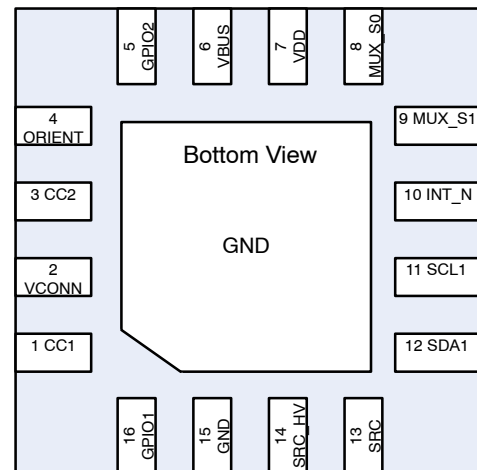 5
GPIO2
6
VBUS
7
VDD
8
MUX_S0
4
ORIENT
9 MUX_S1
Bottom View
3 CC2
10 INT_N
GND
2
VCONN
11 SCL1
1 CC1
12 SDA1
16
GPIO1
15
GND
14
SRC_HV
13
SRC